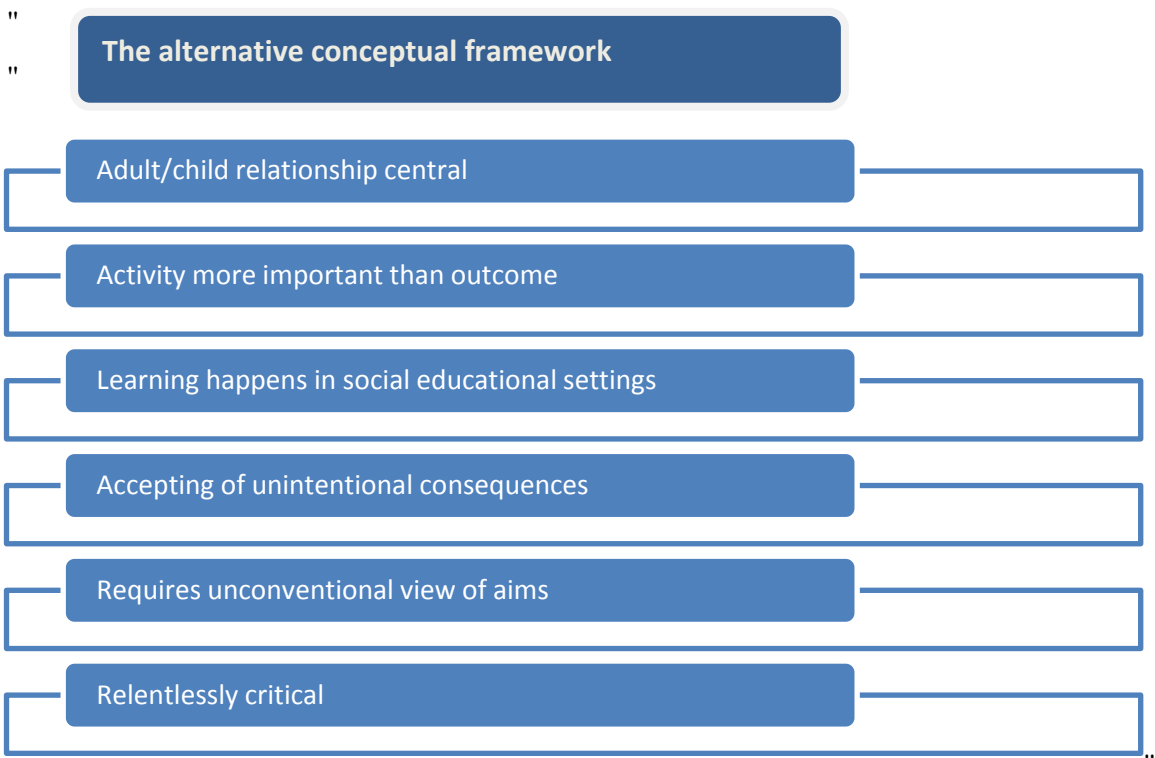 "
The alternative conceptual framework
"
Adult/child relationship central
Activity more important than outcome
Learning happens in social educational settings
Accepting of unintentional consequences
Requires unconventional view of aims
Relentlessly critical
"